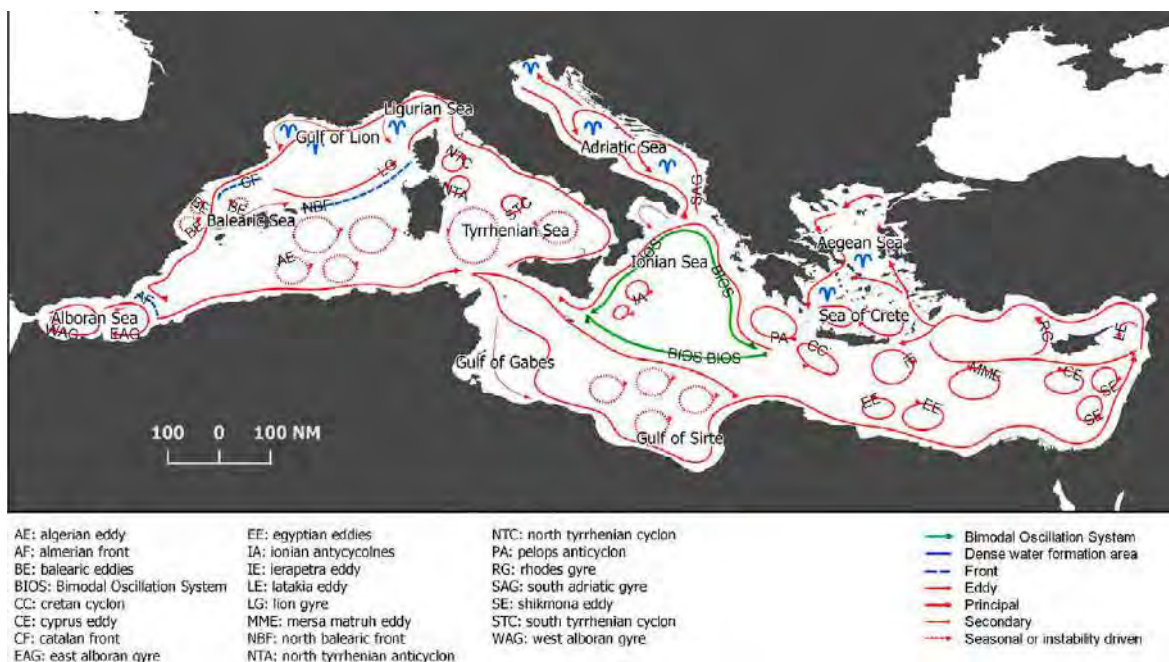 Ligurian Sea
Gulf of Lion
Adriatic Sea
CF
LG
NTC
NTA
SAG
NBF
STC
BE
BE
Balearic Sea
Tyrrhenian Sea
Aegean Sea
AE
BIOS
Ionian Sea
BIOS
AF
IA
Alboran Sea
WAG
EAG
Sea of Crete
PA
CC
IE
RG
LE
BIOS BIOS
Gulf of Gabes
MME
CE
SE
EE
EE
SE
Gulf of Sirte
100 0 100 NM
AE: algerian eddy
AF: almerian front
BE: balearic eddies
BIOS: Bimodal Oscillation System
CC: cretan cyclon
CE: cyprus eddy
CF: catalan front
EAG: east alboran gyre
EE: egyptian eddies
IA: ionian antycycolnes
IE: ierapetra eddy
LE: latakia eddy
LG: lion gyre
MME: mersa matruh eddy
NBF: north balearic front
NTA: north tyrrhenian anticyclon
NTC: north tyrrhenian cyclon
PA: pelops anticyclon
RG: rhodes gyre
SAG: south adriatic gyre
SE: shikmona eddy
STC: south tyrrhenian cyclon
WAG: west alboran gyre
Bimodal Oscillation System
Dense water formation area
Front
Eddy
Principal
Secondary
Seasonal or instability driven